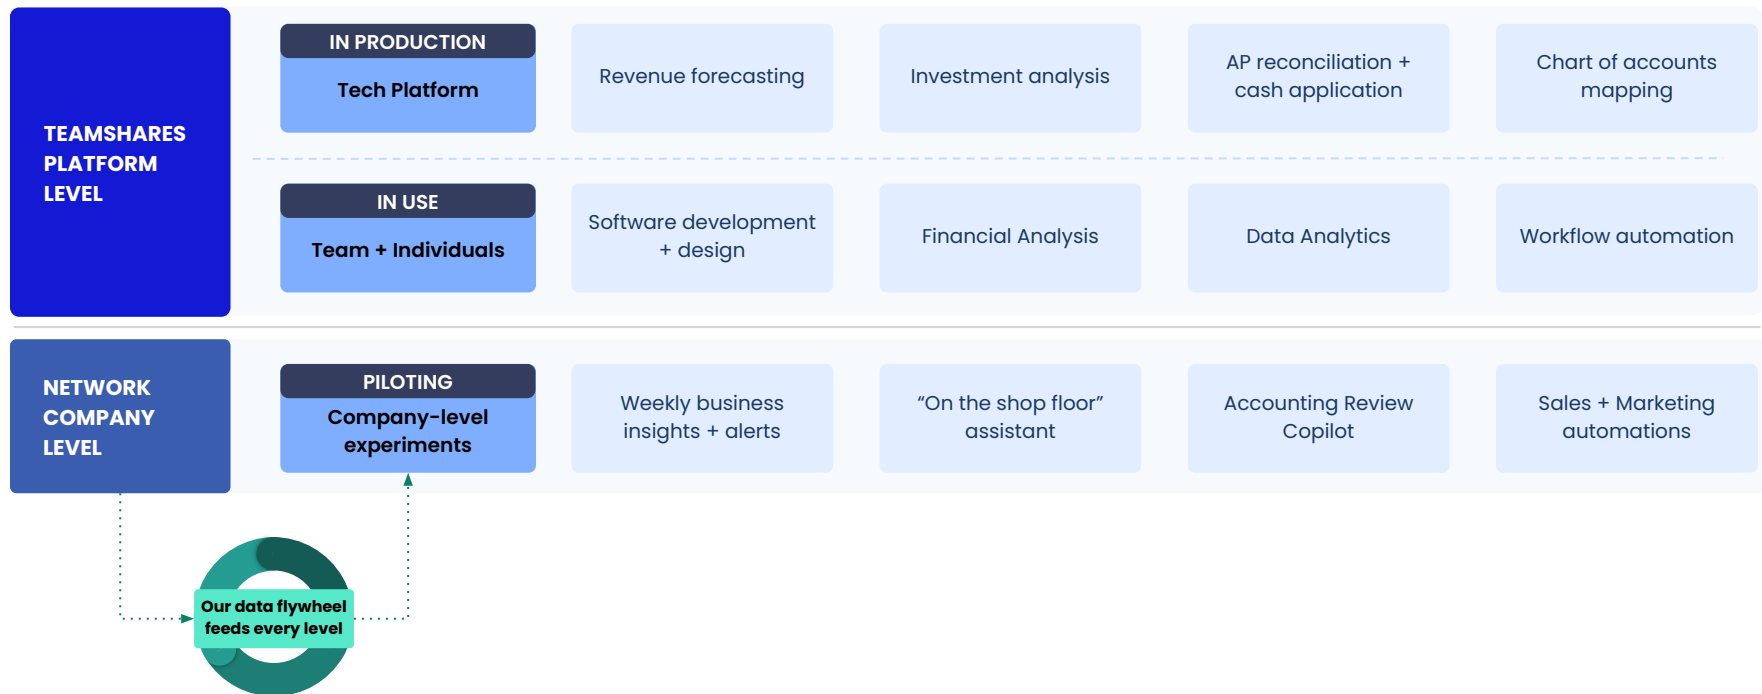 TEAMSHARES
PLATFORM
LEVEL
IN PRODUCTION
Tech Platform
Revenue forecasting
Investment analysis
AP reconciliation +
cash application
Chart of accounts
mapping
IN USE
Team + Individuals
Software development
+ design
Financial Analysis
Data Analytics
Workflow automation
NETWORK
COMPANY
LEVEL
PILOTING
Company-level
experiments
Weekly business
insights + alerts
“On the shop floor”
assistant
Accounting Review
Copilot
Sales + Marketing
automations
Our data flywheel
feeds every level